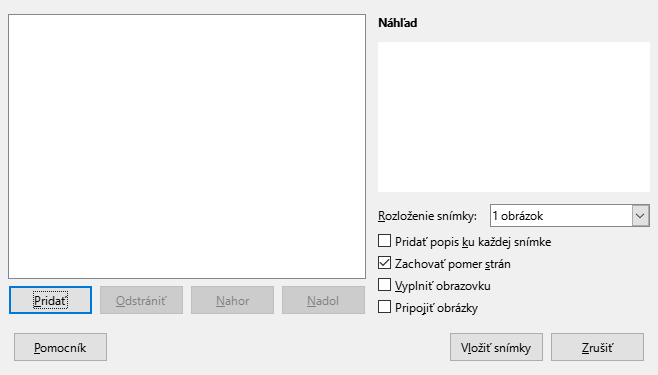 Náhľad
Rozloženie snímky: 1 obrázok
Pridať popis ku každej snímke
Zachovať pomer strán
Vyplniť obrazovku
Pripojiť obrázky
Pridať Odstrániť Nahor Nadol
Pomocník Vložiť snímky Zrušiť